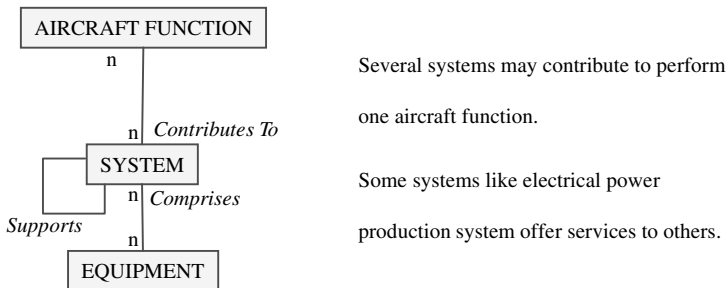 AIRCRAFT FUNCTION
n
n Contributes To
SYSTEM
n Comprises
Supports
n
EQUIPMENT
Several systems may contribute to perform
one aircraft function.
Some systems like electrical power
production system offer services to others.